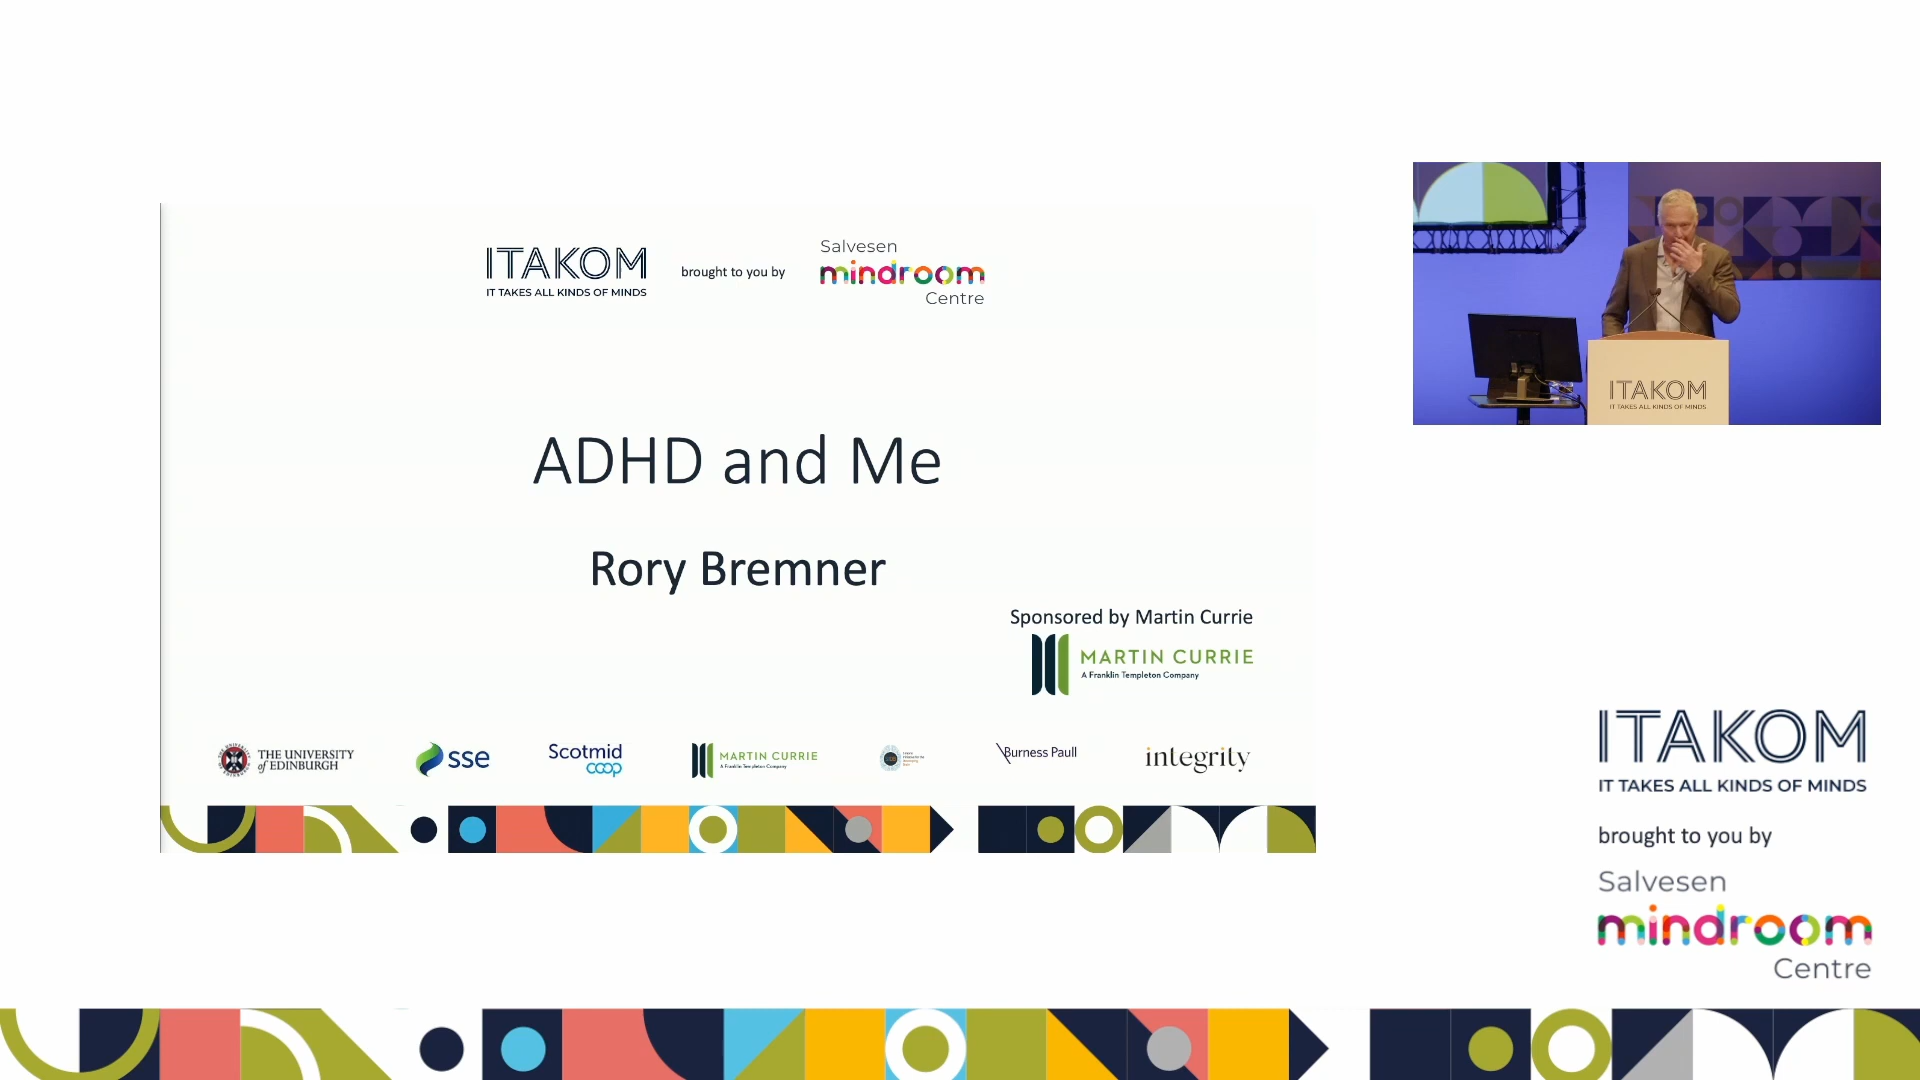 ITAKOM
IT TAKES ALL KINDS OF MINDS
brought to you by
Salvesen
mindroom
Centre
ADHD and Me
Rory Bremner
Sponsored by Martin Currie
MARTIN CURRIE
A Franklin Templeton Company
THE UNIVERSITY
of EDINBURGH
sse
Scotmid
coop
MARTIN CURRIE
A Franklin Templeton Company
Burness Paull
integrity
ITAKOM
IT TAKES ALL KINDS OF MINDS
ITAKOM
IT TAKES ALL KINDS OF MINDS
brought to you by
Salvesen
mindroom
Centre